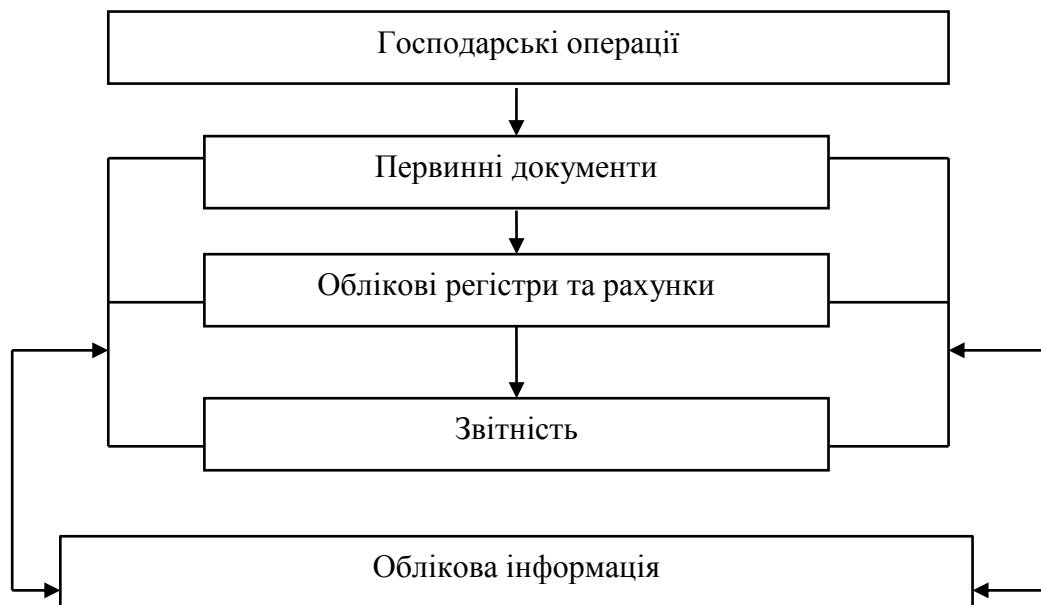 Господарські операції
Первинні документи
Облікові регістри та рахунки
Звітність
Облікова інформація